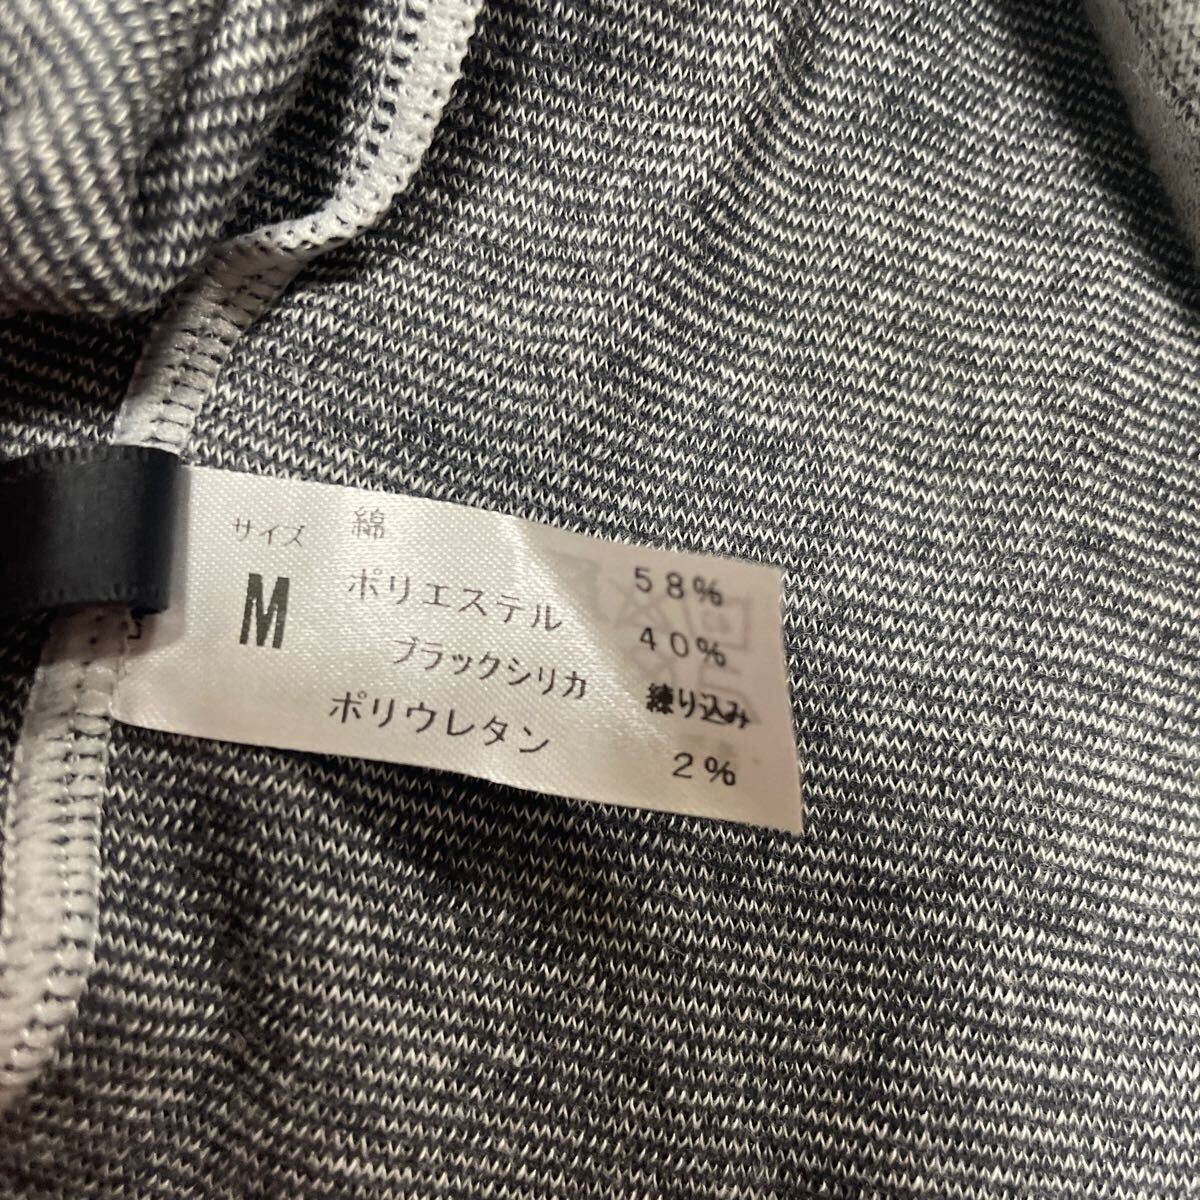 サイズ
M
綿 58%
ポリエステル 40%
ブラックシリカ 練り込み
ポリウレタン 2%